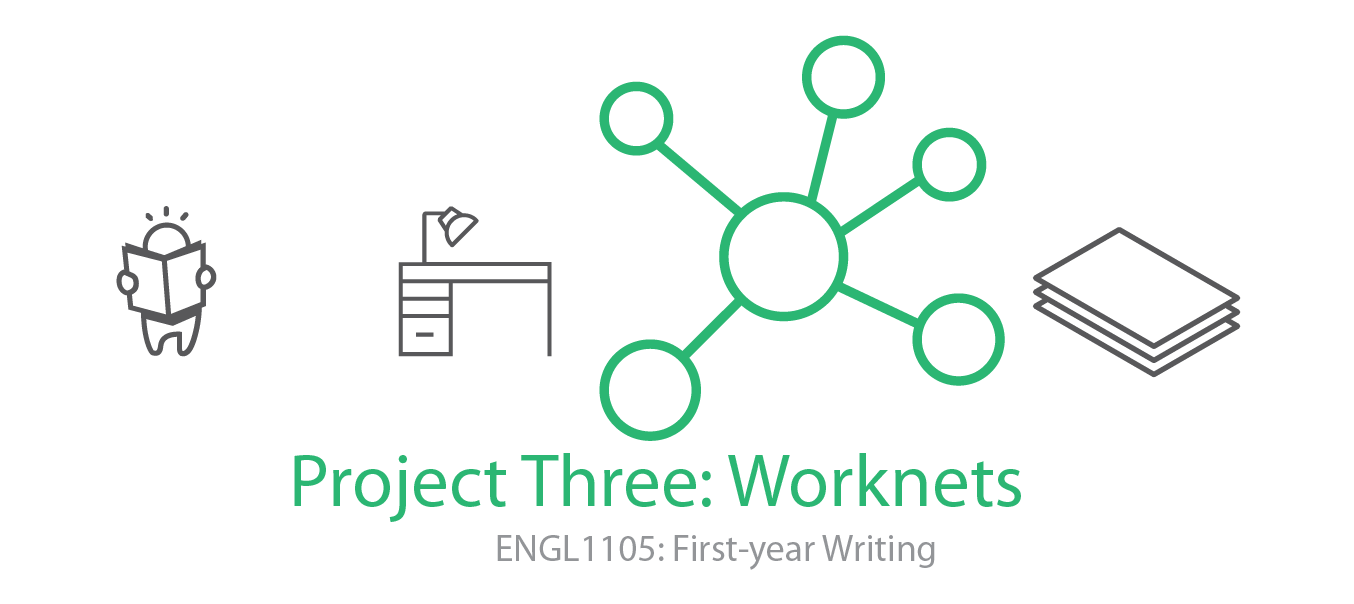 Project Three: Worknets
ENGL1105: First-year Writing